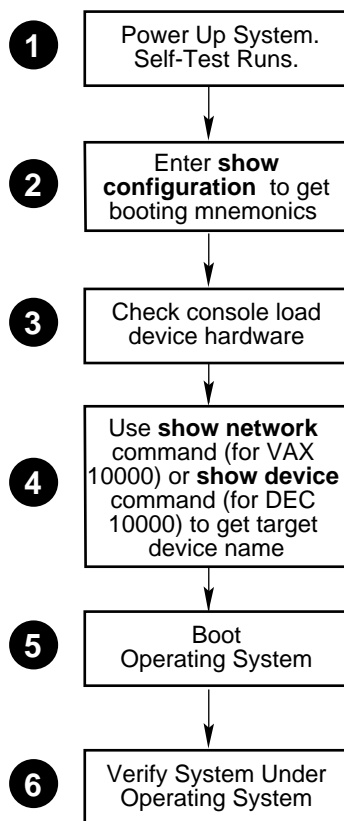 1
Power Up System.
Self-Test Runs.
2
Enter show
configuration to get
booting mnemonics
3
Check console load
device hardware
4
Use show network
command (for VAX
10000) or show device
command (for DEC
10000) to get target
device name
5
Boot
Operating System
6
Verify System Under
Operating System